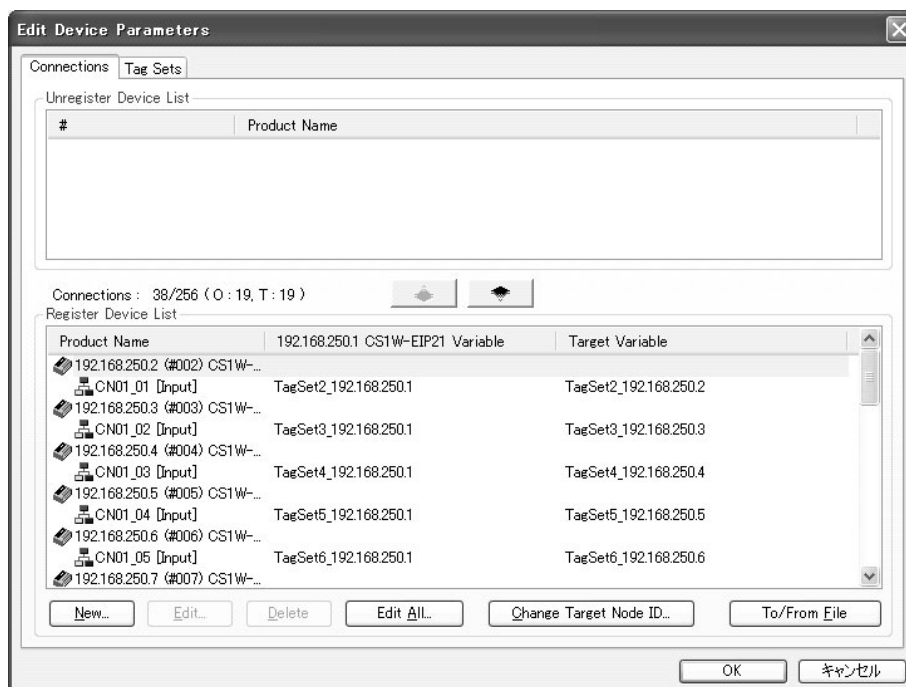 Edit Device Parameters
Connections Tag Sets
Unregister Device List
# Product Name
Connections : 38/256 ( O : 19, T : 19 )
Register Device List
Product Name 192.168.250.1 CS1W-EIP21 Variable Target Variable
192.168.250.2 (#002) CS1W-...
CN01_01 [Input] TagSet2_192.168.250.1 TagSet2_192.168.250.2
192.168.250.3 (#003) CS1W-...
CN01_02 [Input] TagSet3_192.168.250.1 TagSet3_192.168.250.3
192.168.250.4 (#004) CS1W-...
CN01_03 [Input] TagSet4_192.168.250.1 TagSet4_192.168.250.4
192.168.250.5 (#005) CS1W-...
CN01_04 [Input] TagSet5_192.168.250.1 TagSet5_192.168.250.5
192.168.250.6 (#006) CS1W-...
CN01_05 [Input] TagSet6_192.168.250.1 TagSet6_192.168.250.6
192.168.250.7 (#007) CS1W-...
New... Edit... Delete Edit All... Change Target Node ID... To/From File
OK キャンセル